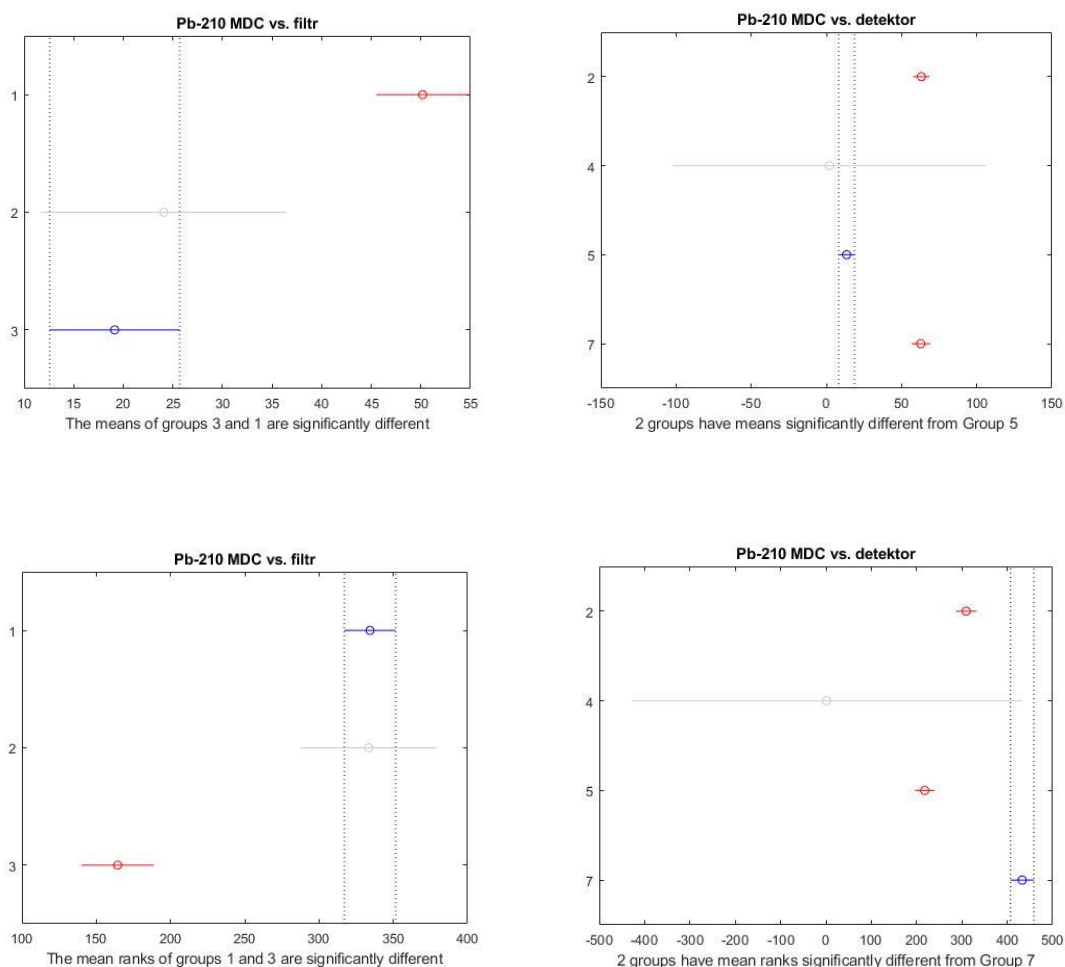 Pb-210 MDC vs. filtr
1
2
3
10 15 20 25 30 35 40 45 50 55
The means of groups 3 and 1 are significantly different
Pb-210 MDC vs. detektor
2
4
5
7
-150 -100 -50 0 50 100 150
2 groups have means significantly different from Group 5
Pb-210 MDC vs. filtr
1
2
3
100 150 200 250 300 350 400
The mean ranks of groups 1 and 3 are significantly different
Pb-210 MDC vs. detektor
2
4
5
7
-500 -400 -300 -200 -100 0 100 200 300 400 500
2 groups have mean ranks significantly different from Group 7